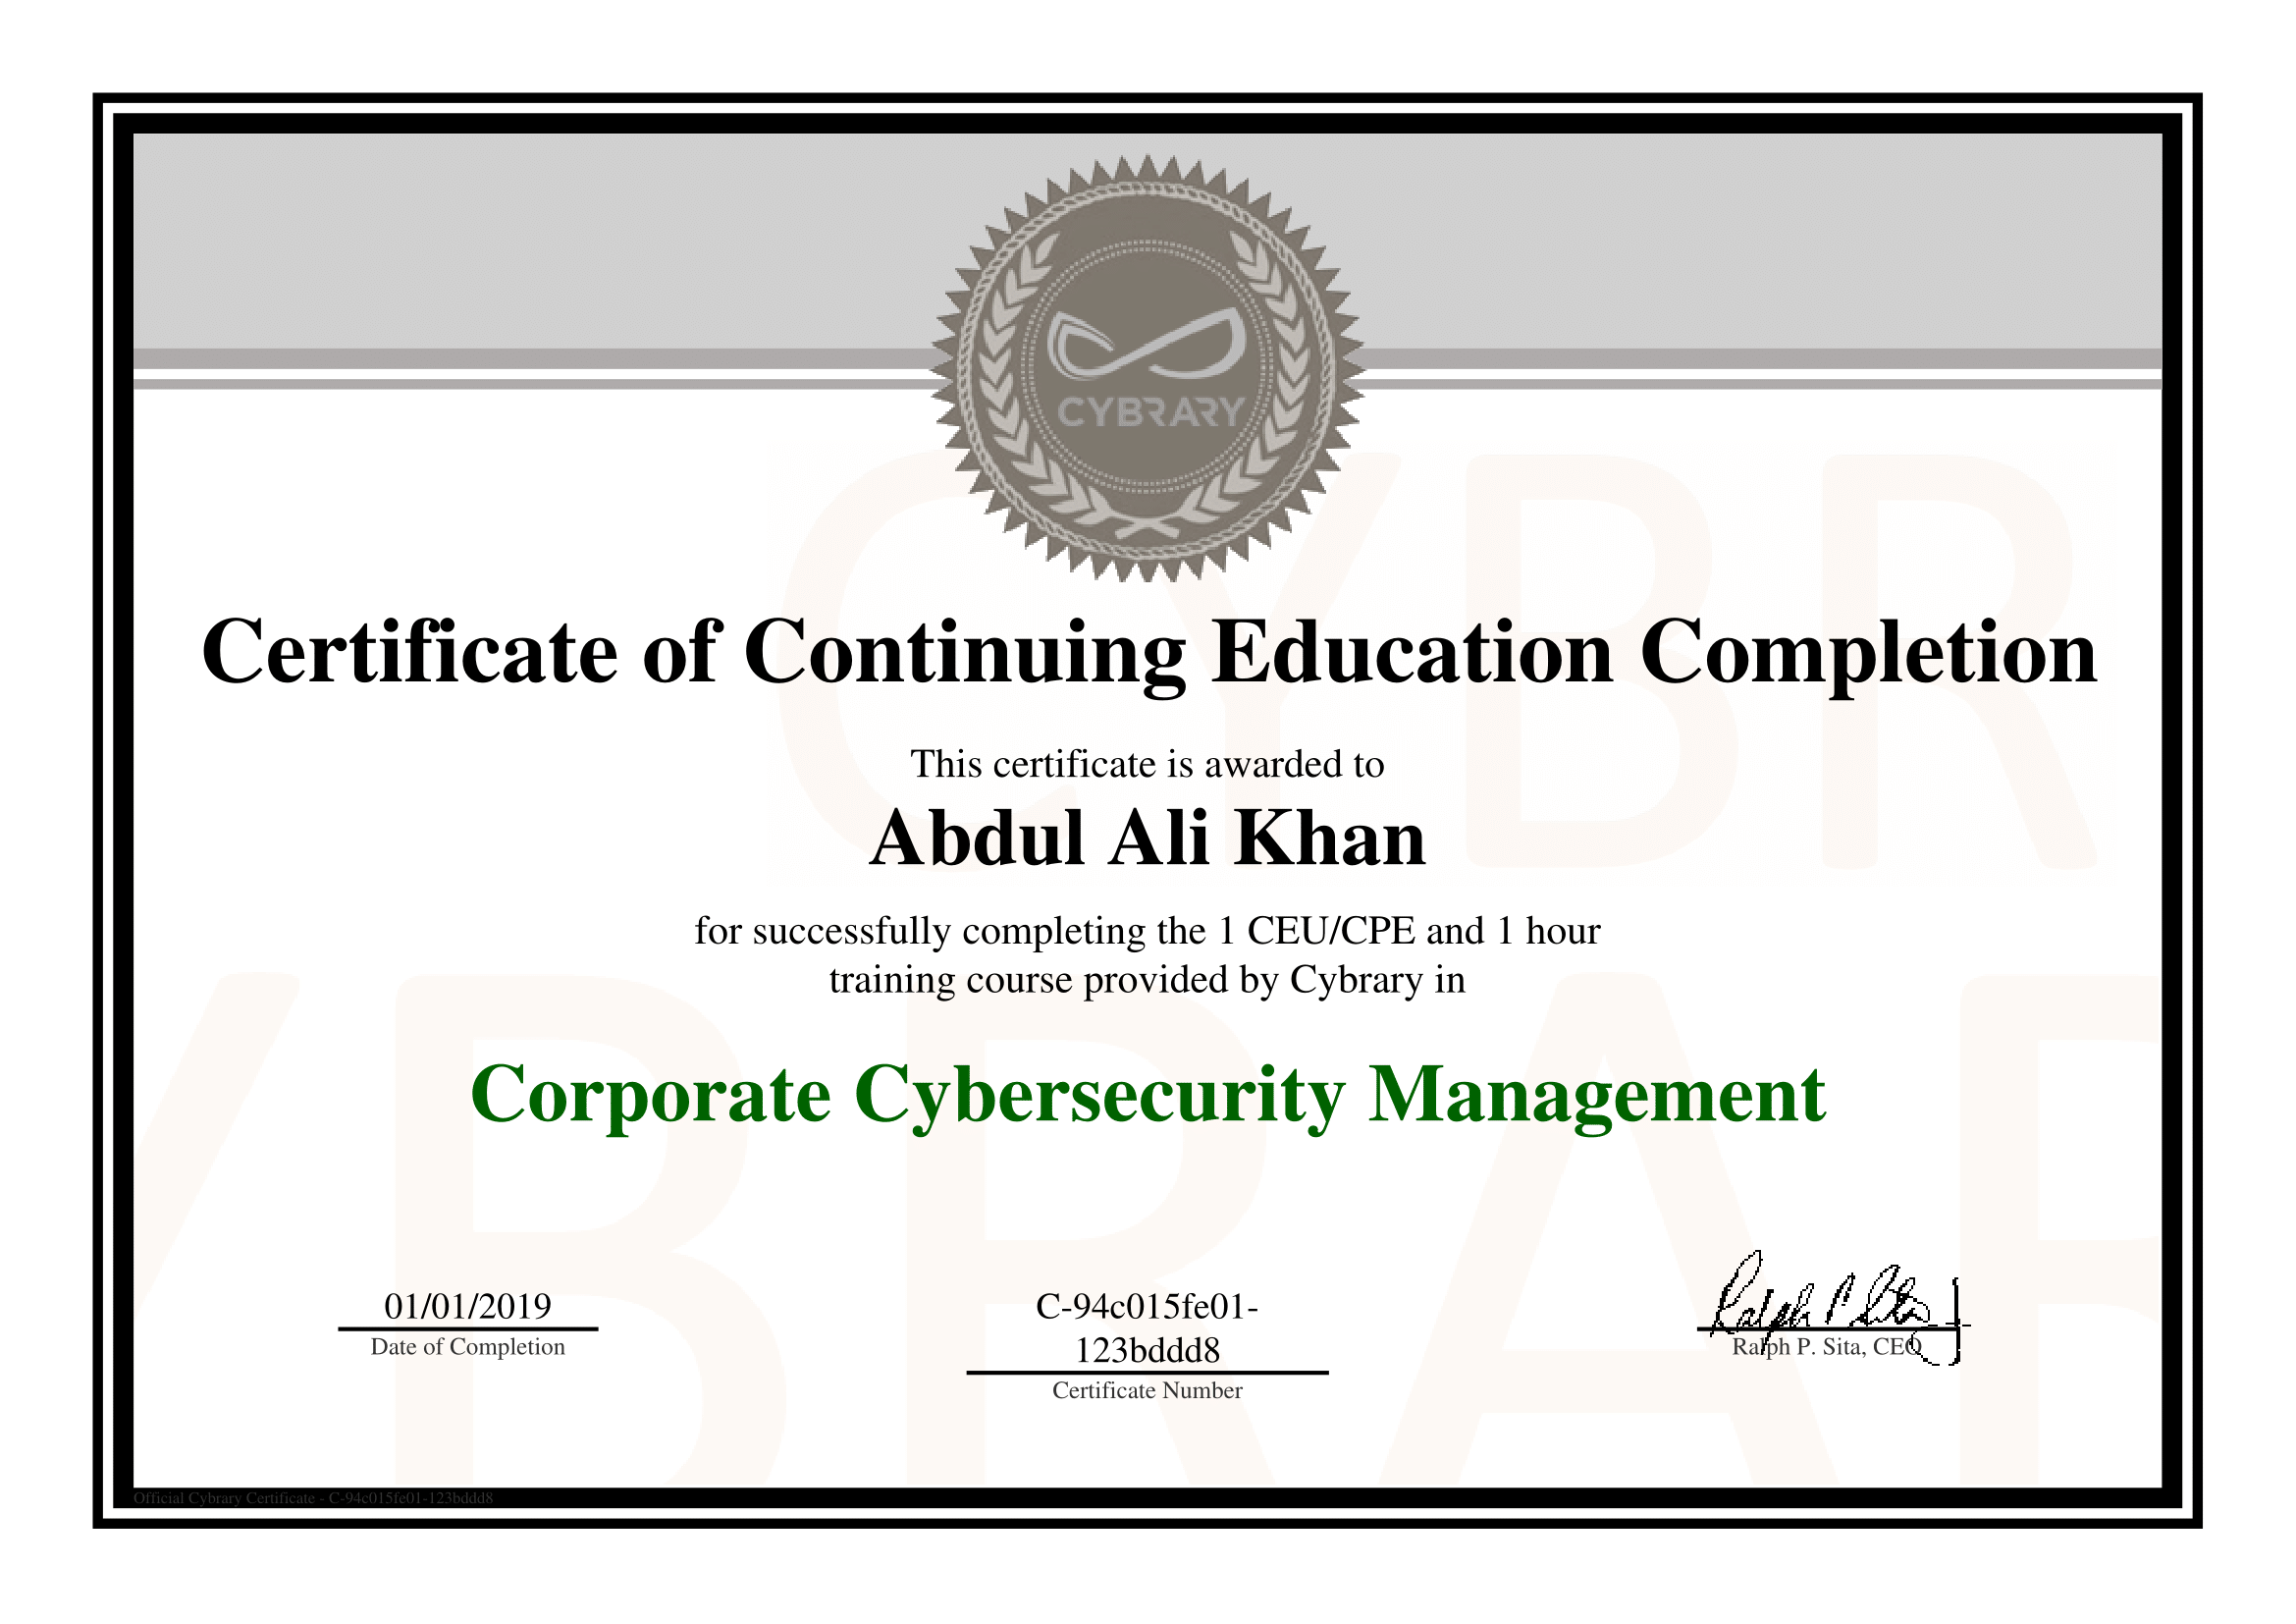 CYBRARY
CYBR
Certificate of Continuing Education Completion
This certificate is awarded to
Abdul Ali Khan
for successfully completing the 1 CEU/CPE and 1 hour
training course provided by Cybrary in
Corporate Cybersecurity Management
YBRAR
01/01/2019
Date of Completion
C-94c015fe01-
123bddd8
Certificate Number
Ralph P. Sita, CEO
Official Cybrary Certificate - C-94c015fe01-123bddd8